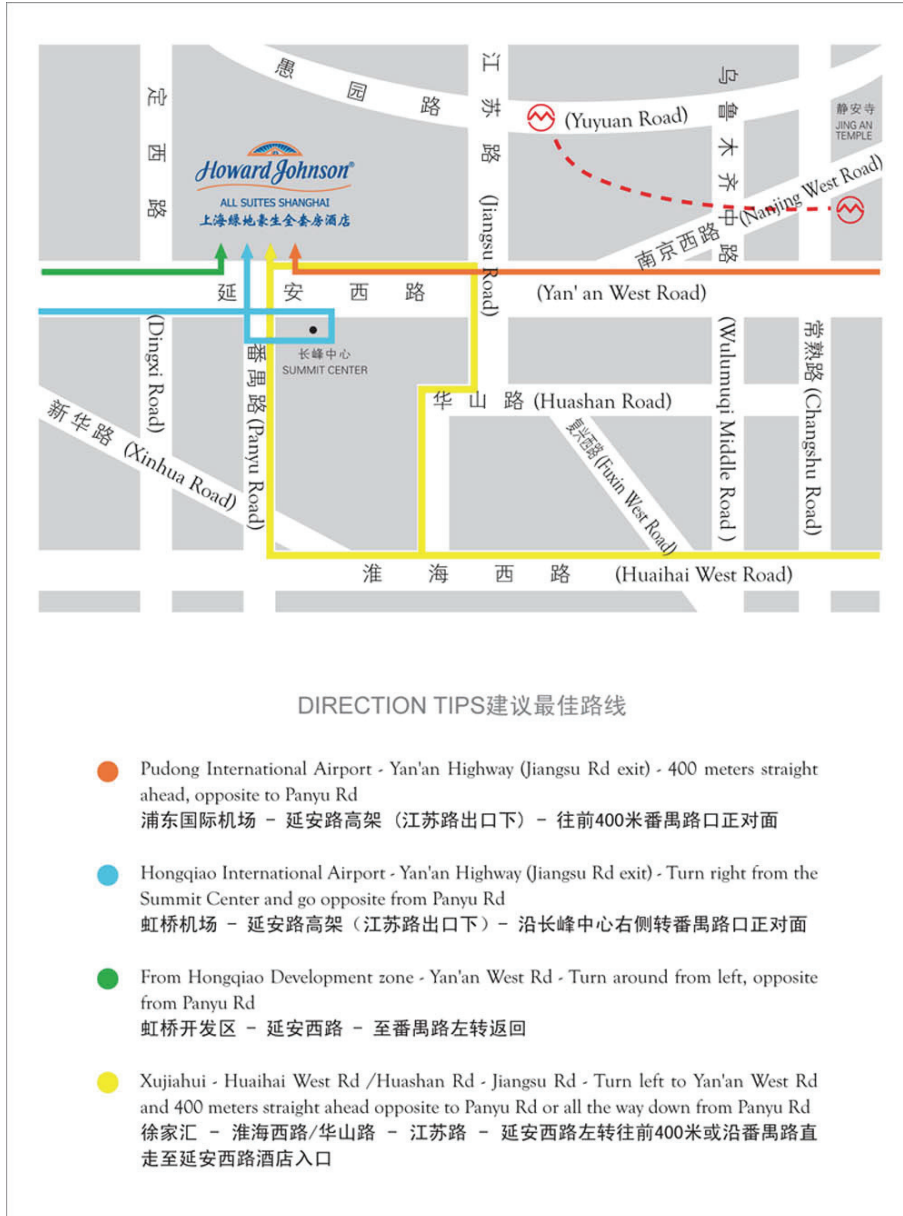 愚园路
江苏路
乌鲁木齐中路
定西路
静安寺
JING AN
TEMPLE
(Yuyuan Road)
Howard Johnson®
ALL SUITES SHANGHAI
上海绿地豪生全套房酒店
(Jiangsu Road)
南京西路 (Nanjing West Road)
延安西路 (Yan' an West Road)
(Dingxi Road)
番禺路 (Panyu Road)
长峰中心
SUMMIT CENTER
(Wulumuqi Middle Road )
常熟路 (Changshu Road)
新华路 (Xinhua Road)
华山路 (Huashan Road)
复兴西路 (Fuxin West Road)
淮海西路 (Huaihai West Road)
DIRECTION TIPS建议最佳路线
Pudong International Airport - Yan'an Highway (Jiangsu Rd exit) - 400 meters straight
ahead, opposite to Panyu Rd
浦东国际机场 - 延安路高架（江苏路出口下）- 往前400米番禺路口正对面
Hongqiao International Airport - Yan'an Highway (Jiangsu Rd exit) - Turn right from the
Summit Center and go opposite from Panyu Rd
虹桥机场 - 延安路高架（江苏路出口下）- 沿长峰中心右侧转番禺路口正对面
From Hongqiao Development zone - Yan'an West Rd - Turn around from left, opposite
from Panyu Rd
虹桥开发区 - 延安西路 - 至番禺路左转返回
Xujiahui - Huaihai West Rd /Huashan Rd - Jiangsu Rd - Turn left to Yan'an West Rd
and 400 meters straight ahead opposite to Panyu Rd or all the way down from Panyu Rd
徐家汇 - 淮海西路/华山路 - 江苏路 - 延安西路左转往前400米或沿番禺路直
走至延安西路酒店入口